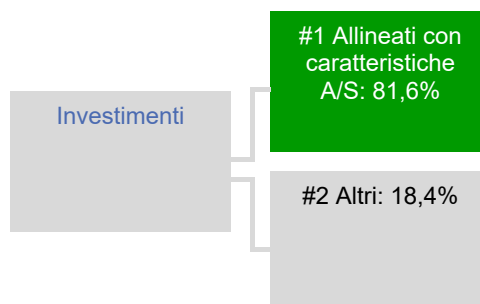 #1 Allineati con
caratteristiche
A/S: 81,6%
Investimenti
#2 Altri: 18,4%